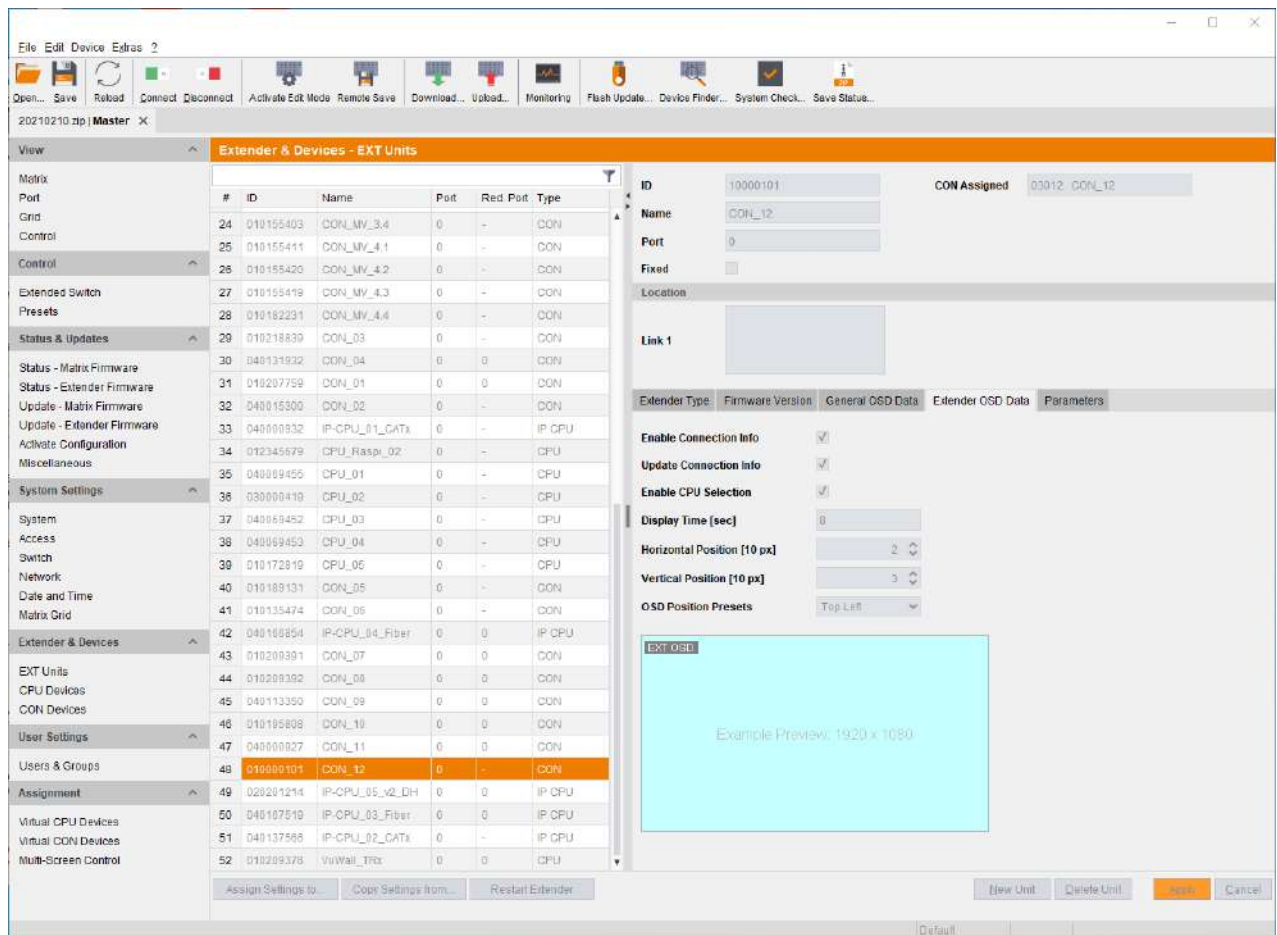 File Edit Device Extras ?
Open... Save Reload Connect Disconnect Activate Edit Mode Remote Save Download... Upload... Monitoring Flash Update... Device Finder... System Check... Save Status...
20210210.zip | Master
View
Matrix
Port
Grid
Control
Control
Extended Switch
Presets
Status & Updates
Status - Matrix Firmware
Status - Extender Firmware
Update - Matrix Firmware
Update - Extender Firmware
Activate Configuration
Miscellaneous
System Settings
System
Access
Switch
Network
Date and Time
Matrix Grid
Extender & Devices
EXT Units
CPU Devices
CON Devices
User Settings
Users & Groups
Assignment
Virtual CPU Devices
Virtual CON Devices
Multi-Screen Control
Extender & Devices - EXT Units
# ID Name Port Red. Port Type
24 010155403 CON_MV_3.4 0 - CON
25 010155411 CON_MV_4.1 0 - CON
26 010155420 CON_MV_4.2 0 - CON
27 010155419 CON_MV_4.3 0 - CON
28 010182231 CON_MV_4.4 0 - CON
29 010218839 CON_03 0 - CON
30 040131932 CON_04 0 0 CON
31 010207759 CON_01 0 0 CON
32 040015300 CON_02 0 - CON
33 040000932 IP-CPU_01_CATx 0 - IP CPU
34 012345679 CPU_Raspi_02 0 - CPU
35 040069455 CPU_01 0 - CPU
36 030000419 CPU_02 0 - CPU
37 040069452 CPU_03 0 - CPU
38 040069453 CPU_04 0 - CPU
39 010172819 CPU_05 0 - CPU
40 010189131 CON_05 0 - CON
41 010135474 CON_06 0 - CON
42 040166854 IP-CPU_04_Fiber 0 0 IP CPU
43 010209391 CON_07 0 0 CON
44 010209392 CON_08 0 0 CON
45 040113350 CON_09 0 0 CON
46 010195808 CON_10 0 0 CON
47 040000927 CON_11 0 0 CON
48 010000101 CON_12 0 - CON
49 020201214 IP-CPU_05_v2_DH 0 0 IP CPU
50 040167519 IP-CPU_03_Fiber 0 0 IP CPU
51 040137566 IP-CPU_02_CATx 0 - IP CPU
52 010209378 VuWall_TRx 0 0 CPU
ID 10000101 CON Assigned 03012 CON_12
Name CON_12
Port 0
Fixed
Location
Link 1
Extender Type Firmware Version General OSD Data Extender OSD Data Parameters
Enable Connection Info
Update Connection Info
Enable CPU Selection
Display Time [sec] 8
Horizontal Position [10 px] 2
Vertical Position [10 px] 3
OSD Position Presets Top Left
EXT OSD
Example Preview: 1920 x 1080
Assign Settings to... Copy Settings from... Restart Extender New Unit Delete Unit Apply Cancel
Default